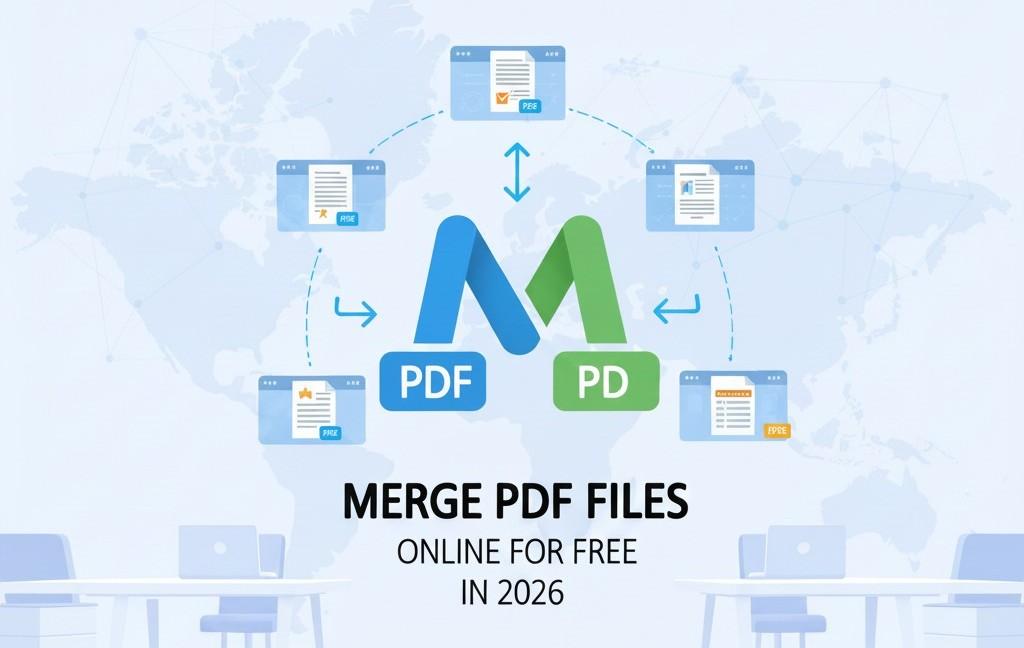 PDF
PD
MERGE PDF FILES
ONLINE FOR FREE
IN 2026